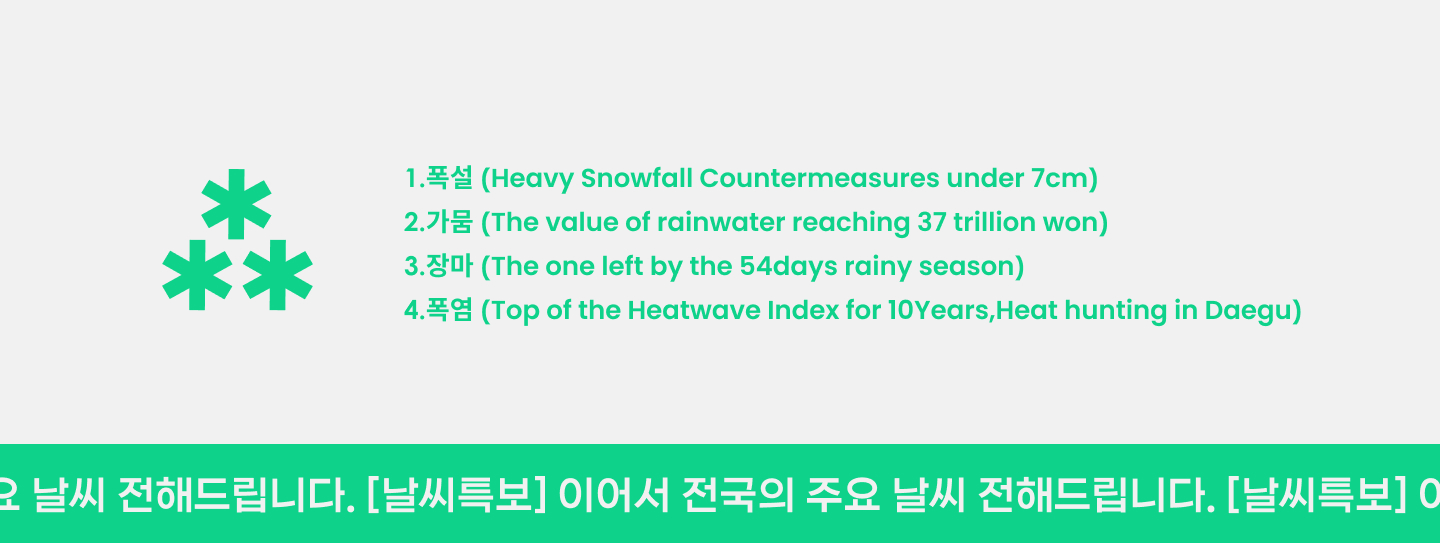 1.폭설 (Heavy Snowfall Countermeasures under 7cm)
2.가뭄 (The value of rainwater reaching 37 trillion won)
3.장마 (The one left by the 54days rainy season)
4.폭염 (Top of the Heatwave Index for 10Years,Heat hunting in Daegu)
요 날씨 전해드립니다. [날씨특보] 이어서 전국의 주요 날씨 전해드립니다. [날씨특보]